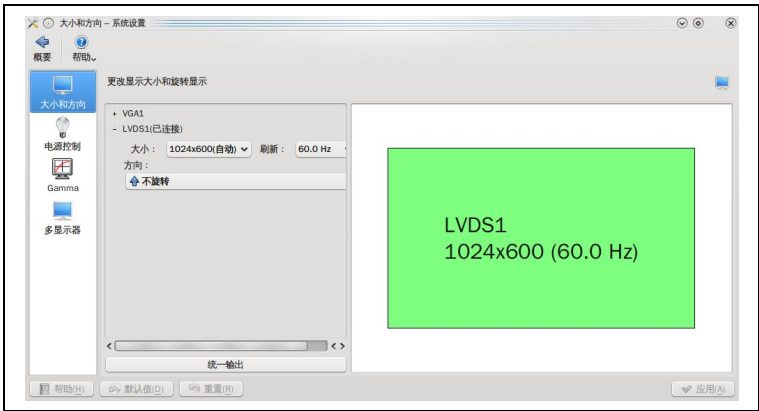 大小和方向 – 系统设置
概要
帮助
更改显示大小和旋转显示
大小和方向
电源控制
Gamma
多显示器
+ VGA1
- LVDS1(已连接)
大小： 1024x600(自动) 刷新： 60.0 Hz
方向：
不旋转
统一输出
LVDS1
1024x600 (60.0 Hz)
帮助(H) 默认值(D) 重置(R) 应用(A)